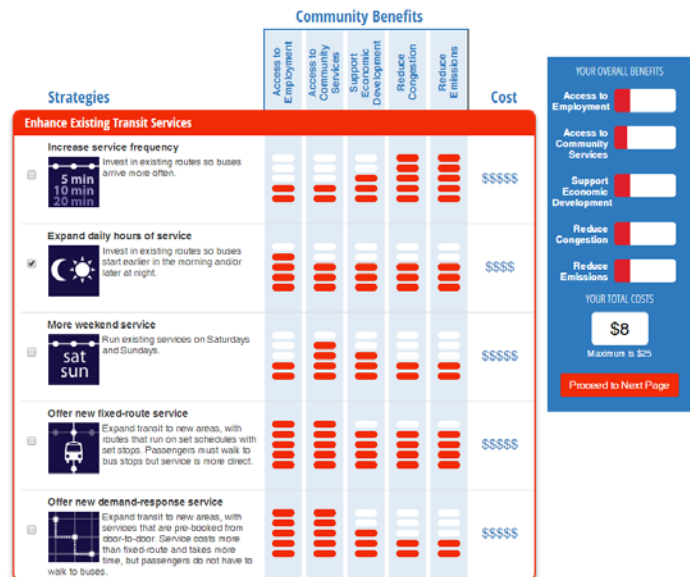 Community Benefits
Strategies
Access to
Employment
Access to
Community
Services
Support
Economic
Development
Reduce
Congestion
Reduce
Emissions
Cost
Enhance Existing Transit Services
Increase service frequency
5 min
10 min
20 min
Invest in existing routes so buses
arrive more often.
$$$$$
Expand daily hours of service
Invest in existing routes so buses
start earlier in the morning and/or
later at night.
$$$$
More weekend service
sat
sun
Run existing services on Saturdays
and Sundays.
$$$$$
Offer new fixed-route service
Expand transit to new areas, with
routes that run on set schedules with
set stops. Passengers must walk to
bus stops but service is more direct.
$$$$$
Offer new demand-response service
Expand transit to new areas, with
services that are pre-booked from
door-to-door. Service costs more
than fixed-route and takes more
time, but passengers do not have to
walk to buses.
$$$$$
YOUR OVERALL BENEFITS
Access to
Employment
Access to
Community
Services
Support
Economic
Development
Reduce
Congestion
Reduce
Emissions
YOUR TOTAL COSTS
$8
Maximum is $25
Proceed to Next Page